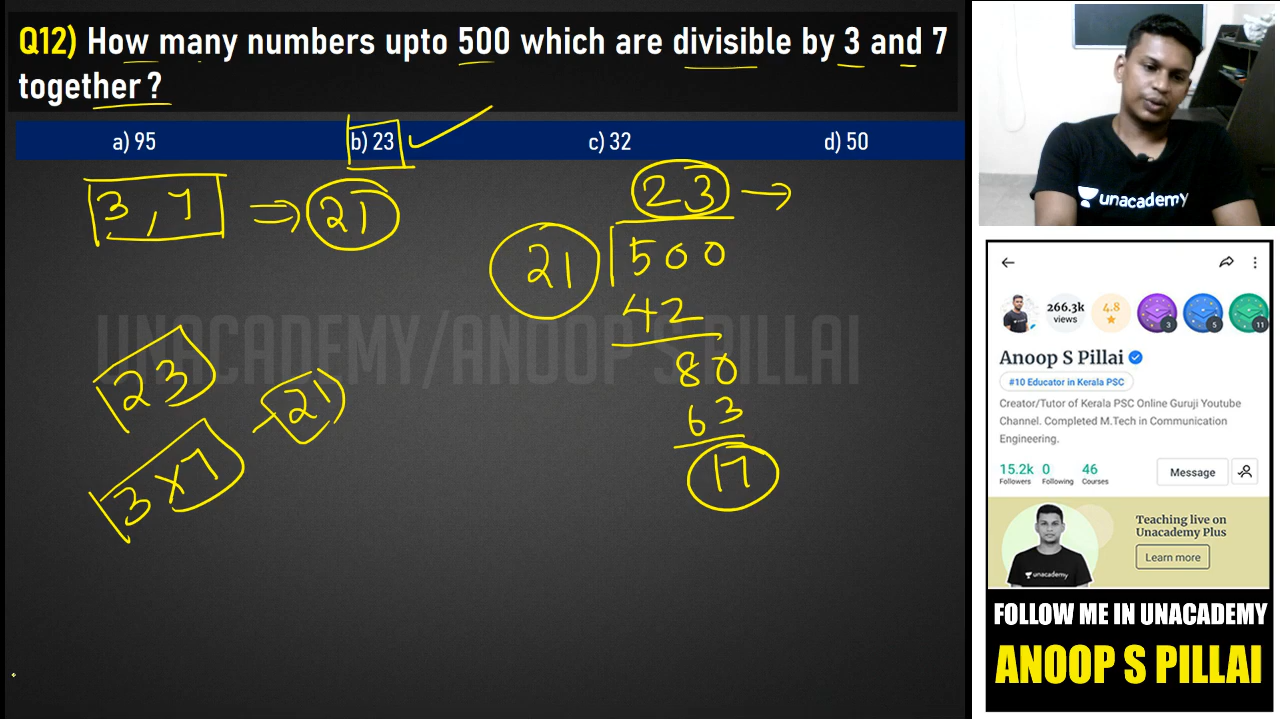 Q12) How many numbers upto 500 which are divisible by 3 and 7
together ?
a) 95
b) 23
c) 32
d) 50
3 , 7 ⇒ 21
23 →
21
500
42
80
63
17
23
3 × 7 - 21
UNACADEMY/ANOOP S PILLAI
unacademy
266.3k
views
4.8
3
5
11
Anoop S Pillai
#10 Educator in Kerala PSC
Creator/Tutor of Kerala PSC Online Guruji Youtube
Channel. Completed M.Tech in Communication
Engineering.
15.2k 0 46
Followers Following Courses
Message
Teaching live on
Unacademy Plus
Learn more
unacademy
FOLLOW ME IN UNACADEMY
ANOOP S PILLAI